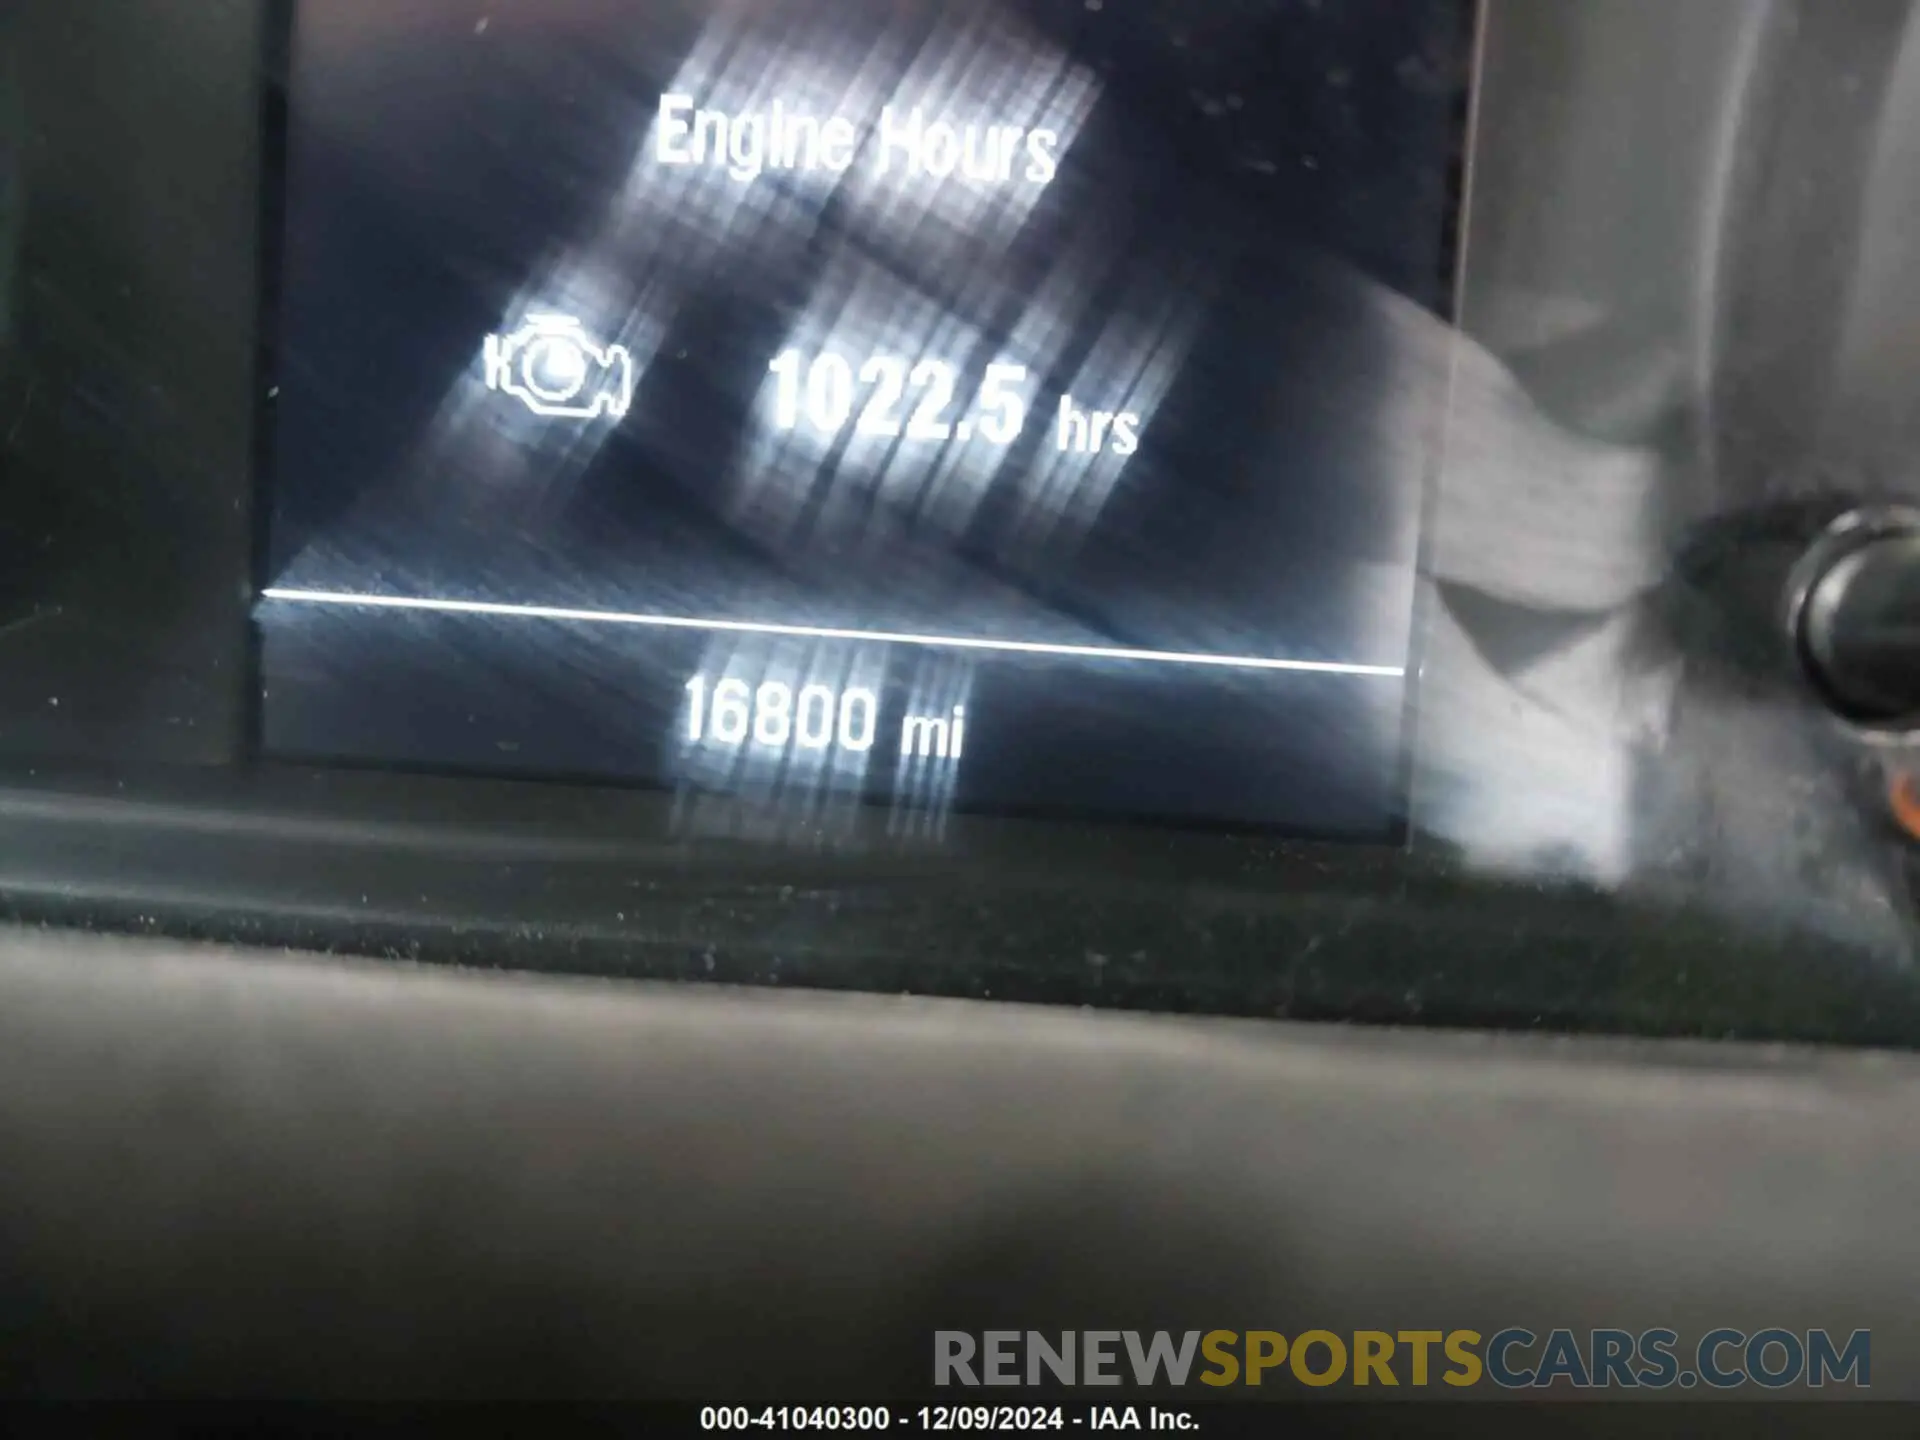 Engine Hours
1022.5 hrs
16800 mi
RENEWSPORTSCARS.COM
000-41040300 - 12/09/2024 - IAA Inc.